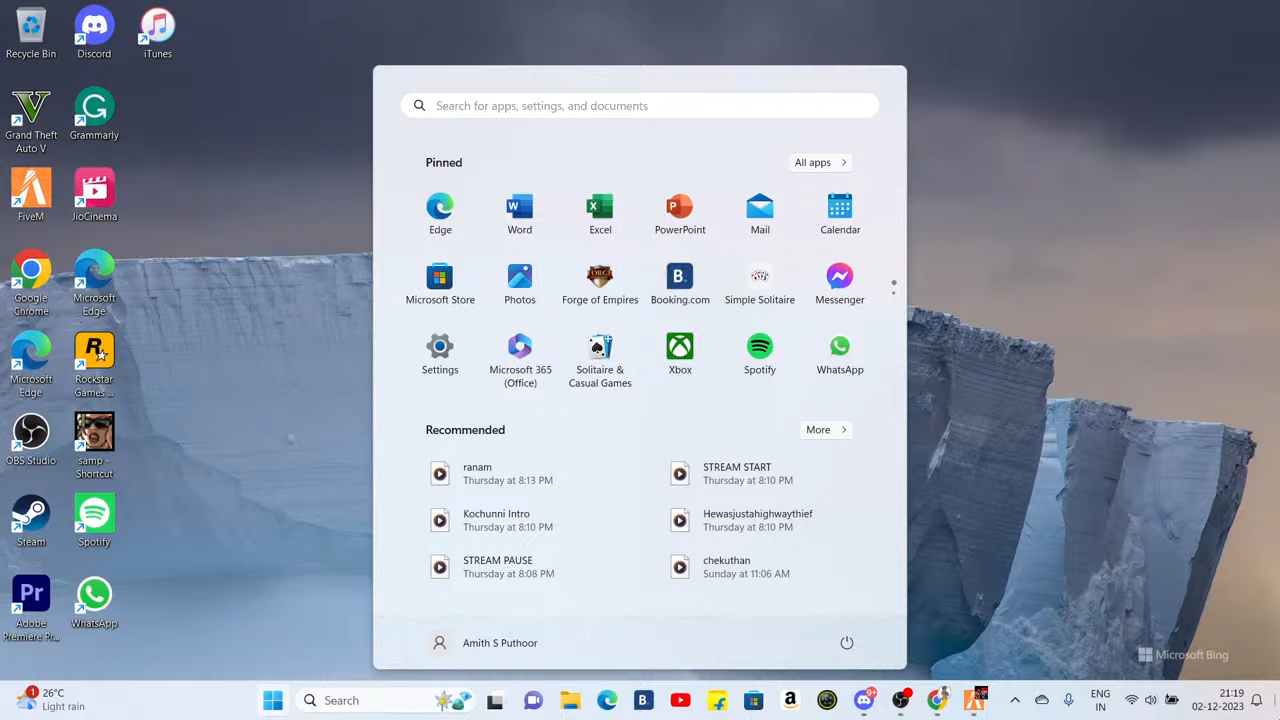 Recycle Bin
Discord
iTunes
Grand Theft
Auto V
Grammarly
FiveM
JioCinema
Google
Chrome
Microsoft
Edge
Microsoft
Edge
Rockstar
Games ...
OBS Studio
samp -
Shortcut
Steam
Spotify
Adobe
Premiere Pr...
WhatsApp
Search for apps, settings, and documents
Pinned
All apps
Edge
Word
Excel
PowerPoint
Mail
Calendar
Microsoft Store
Photos
Forge of Empires
Booking.com
Simple Solitaire
Messenger
Settings
Microsoft 365
(Office)
Solitaire &
Casual Games
Xbox
Spotify
WhatsApp
Recommended
More
ranam
Thursday at 8:13 PM
STREAM START
Thursday at 8:10 PM
Kochunni Intro
Thursday at 8:10 PM
Hewasjustahighwaythief
Thursday at 8:10 PM
STREAM PAUSE
Thursday at 8:08 PM
chekuthan
Sunday at 11:06 AM
Amith S Puthoor
Microsoft Bing
1
26°C
Light rain
Search
9+
ENG
IN
21:19
02-12-2023